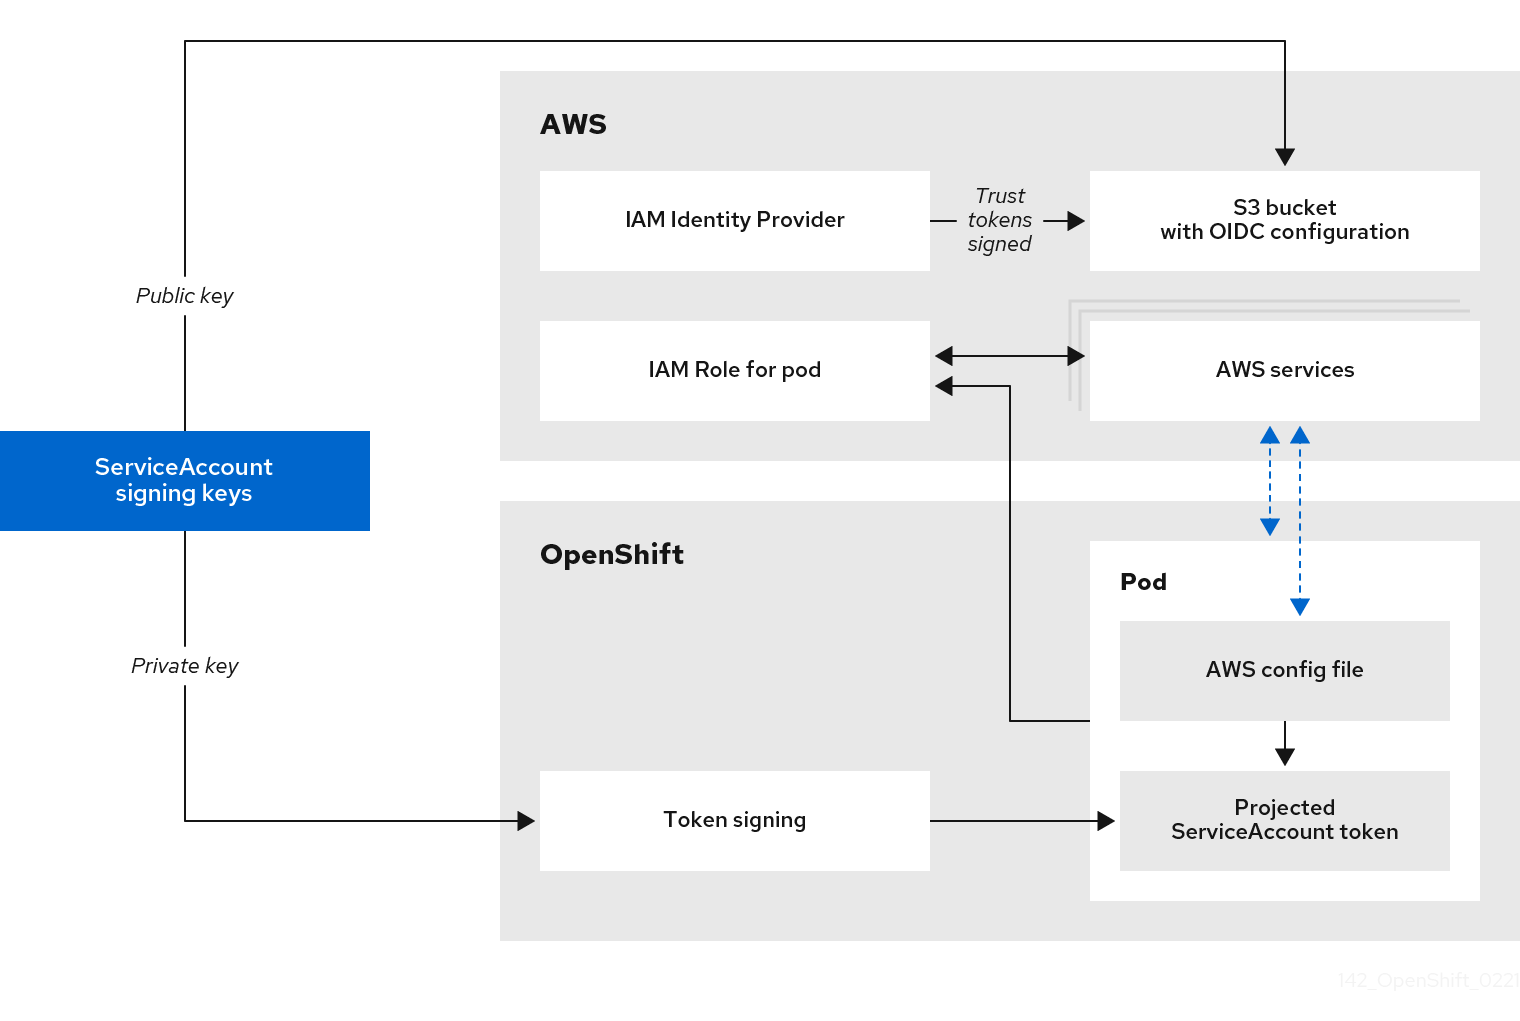 AWS
IAM Identity Provider
Trust
tokens
signed
S3 bucket
with OIDC configuration
Public key
IAM Role for pod
AWS services
ServiceAccount
signing keys
OpenShift
Pod
Private key
AWS config file
Token signing
Projected
ServiceAccount token
142_OpenShift_0221